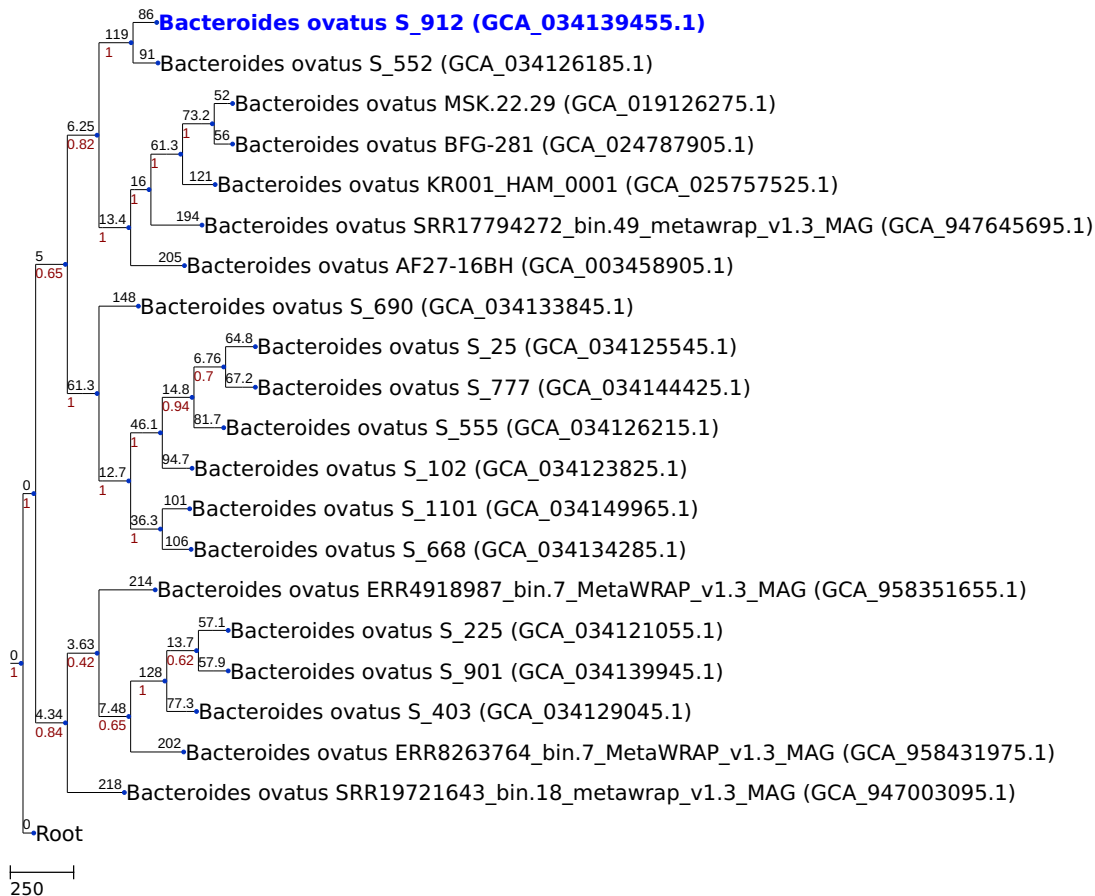 86
Bacteroides ovatus S_912 (GCA_034139455.1)
119
1
91
Bacteroides ovatus S_552 (GCA_034126185.1)
52
Bacteroides ovatus MSK.22.29 (GCA_019126275.1)
73.2
1
6.25
0.82
56
Bacteroides ovatus BFG-281 (GCA_024787905.1)
61.3
1
121
Bacteroides ovatus KR001_HAM_0001 (GCA_025757525.1)
16
1
194
Bacteroides ovatus SRR17794272_bin.49_metawrap_v1.3_MAG (GCA_947645695.1)
13.4
1
205
Bacteroides ovatus AF27-16BH (GCA_003458905.1)
5
0.65
148
Bacteroides ovatus S_690 (GCA_034133845.1)
64.8
Bacteroides ovatus S_25 (GCA_034125545.1)
6.76
0.7
67.2
Bacteroides ovatus S_777 (GCA_034144425.1)
61.3
1
14.8
0.94
81.7
Bacteroides ovatus S_555 (GCA_034126215.1)
46.1
1
94.7
Bacteroides ovatus S_102 (GCA_034123825.1)
12.7
1
101
Bacteroides ovatus S_1101 (GCA_034149965.1)
0
1
36.3
1
106
Bacteroides ovatus S_668 (GCA_034134285.1)
214
Bacteroides ovatus ERR4918987_bin.7_MetaWRAP_v1.3_MAG (GCA_958351655.1)
57.1
Bacteroides ovatus S_225 (GCA_034121055.1)
3.63
0.42
13.7
0.62
57.9
Bacteroides ovatus S_901 (GCA_034139945.1)
0
1
128
1
77.3
Bacteroides ovatus S_403 (GCA_034129045.1)
4.34
0.84
7.48
0.65
202
Bacteroides ovatus ERR8263764_bin.7_MetaWRAP_v1.3_MAG (GCA_958431975.1)
218
Bacteroides ovatus SRR19721643_bin.18_metawrap_v1.3_MAG (GCA_947003095.1)
0
Root
250